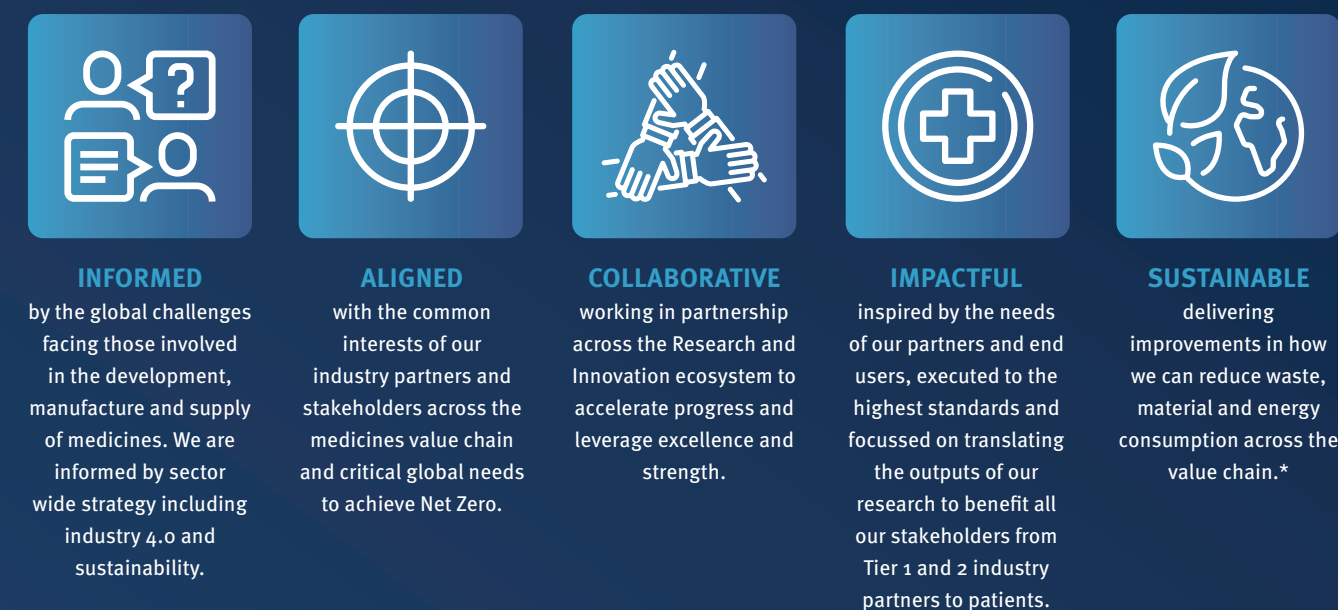 ?
INFORMED
by the global challenges
facing those involved
in the development,
manufacture and supply
of medicines. We are
informed by sector
wide strategy including
industry 4.0 and
sustainability.
ALIGNED
with the common
interests of our
industry partners and
stakeholders across the
medicines value chain
and critical global needs
to achieve Net Zero.
COLLABORATIVE
working in partnership
across the Research and
Innovation ecosystem to
accelerate progress and
leverage excellence and
strength.
IMPACTFUL
inspired by the needs
of our partners and end
users, executed to the
highest standards and
focussed on translating
the outputs of our
research to benefit all
our stakeholders from
Tier 1 and 2 industry
partners to patients.
SUSTAINABLE
delivering
improvements in how
we can reduce waste,
material and energy
consumption across the
value chain.*